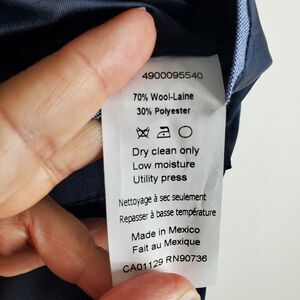 4900095540
70% Wool-Laine
30% Polyester
Dry clean only
Low moisture
Utility press
Nettoyage à sec seulement
Repasser à basse température
Made in Mexico
Fait au Mexique
CA01129 RN90736